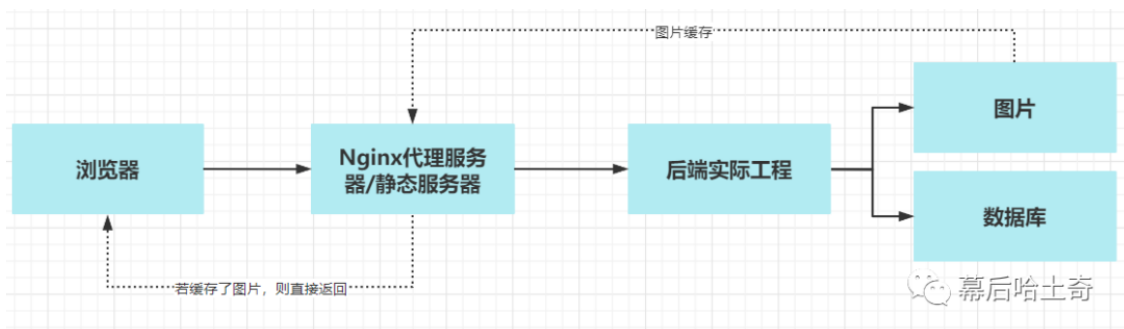 图片缓存
图片
浏览器
Nginx代理服务
器/静态服务器
后端实际工程
数据库
若缓存了图片，则直接返回
幕后哈土奇